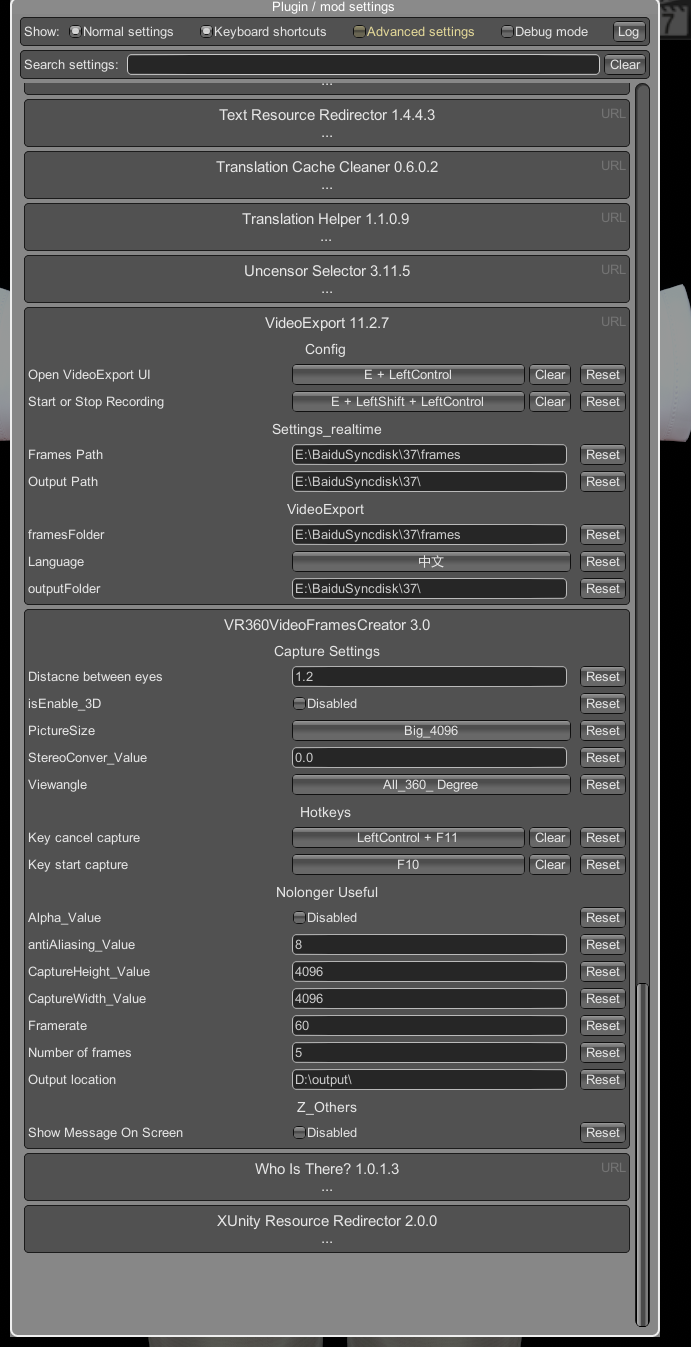 Plugin / mod settings
Show: Normal settings Keyboard shortcuts Advanced settings Debug mode Log
Search settings: Clear
...
Text Resource Redirector 1.4.4.3 URL
...
Translation Cache Cleaner 0.6.0.2 URL
...
Translation Helper 1.1.0.9 URL
...
Uncensor Selector 3.11.5 URL
...
VideoExport 11.2.7 URL
Config
Open VideoExport UI E + LeftControl Clear Reset
Start or Stop Recording E + LeftShift + LeftControl Clear Reset
Settings_realtime
Frames Path E:\BaiduSyncdisk\37\frames Reset
Output Path E:\BaiduSyncdisk\37\ Reset
VideoExport
framesFolder E:\BaiduSyncdisk\37\frames Reset
Language 中文 Reset
outputFolder E:\BaiduSyncdisk\37\ Reset
VR360VideoFramesCreator 3.0
Capture Settings
Distacne between eyes 1.2 Reset
isEnable_3D Disabled Reset
PictureSize Big_4096 Reset
StereoConver_Value 0.0 Reset
Viewangle All_360_ Degree Reset
Hotkeys
Key cancel capture LeftControl + F11 Clear Reset
Key start capture F10 Clear Reset
Nolonger Useful
Alpha_Value Disabled Reset
antiAliasing_Value 8 Reset
CaptureHeight_Value 4096 Reset
CaptureWidth_Value 4096 Reset
Framerate 60 Reset
Number of frames 5 Reset
Output location D:\output\ Reset
Z_Others
Show Message On Screen Disabled Reset
Who Is There? 1.0.1.3 URL
...
XUnity Resource Redirector 2.0.0
...
7